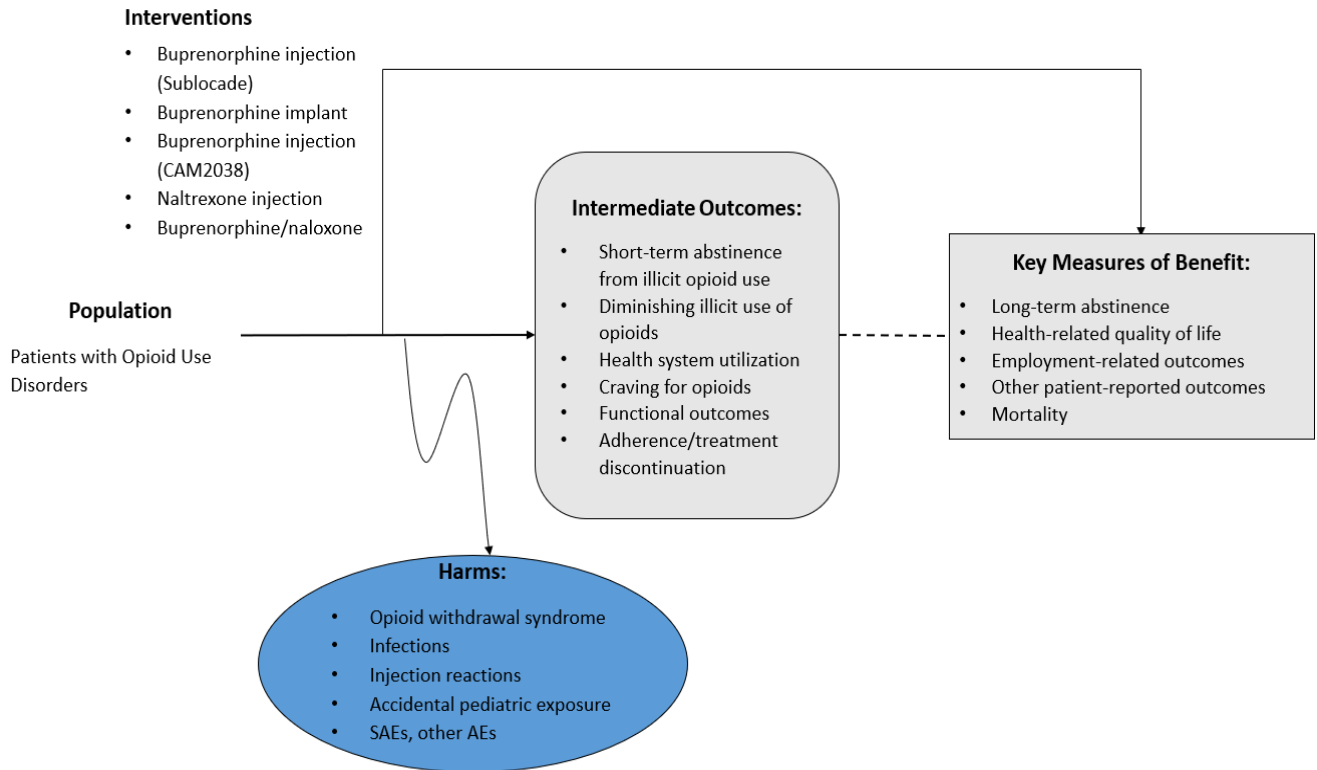 Interventions
• Buprenorphine injection
(Sublocade)
• Buprenorphine implant
• Buprenorphine injection
(CAM2038)
• Naltrexone injection
• Buprenorphine/naloxone
Population
Patients with Opioid Use
Disorders
Intermediate Outcomes:
• Short-term abstinence
from illicit opioid use
• Diminishing illicit use of
opioids
• Health system utilization
• Craving for opioids
• Functional outcomes
• Adherence/treatment
discontinuation
Key Measures of Benefit:
• Long-term abstinence
• Health-related quality of life
• Employment-related outcomes
• Other patient-reported outcomes
• Mortality
Harms:
• Opioid withdrawal syndrome
• Infections
• Injection reactions
• Accidental pediatric exposure
• SAEs, other AEs